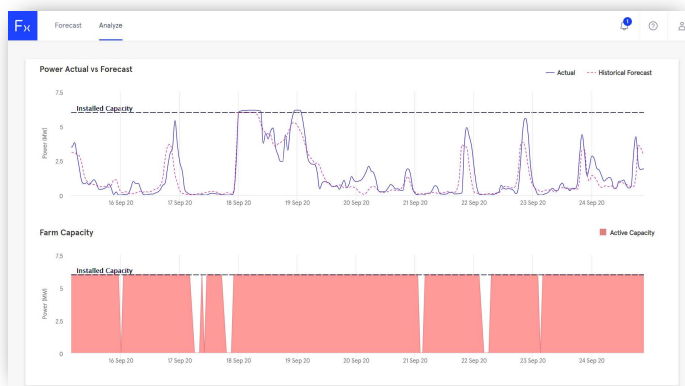 Fx Forecast Analyze 1 ?
Power Actual vs Forecast Actual Historical Forecast
7.5
Installed Capacity
5
Power (MW)
2.5
0
16 Sep 20 17 Sep 20 18 Sep 20 19 Sep 20 20 Sep 20 21 Sep 20 22 Sep 20 23 Sep 20 24 Sep 20
Farm Capacity Active Capacity
7.5
Installed Capacity
5
Power (MW)
2.5
0
16 Sep 20 17 Sep 20 18 Sep 20 19 Sep 20 20 Sep 20 21 Sep 20 22 Sep 20 23 Sep 20 24 Sep 20